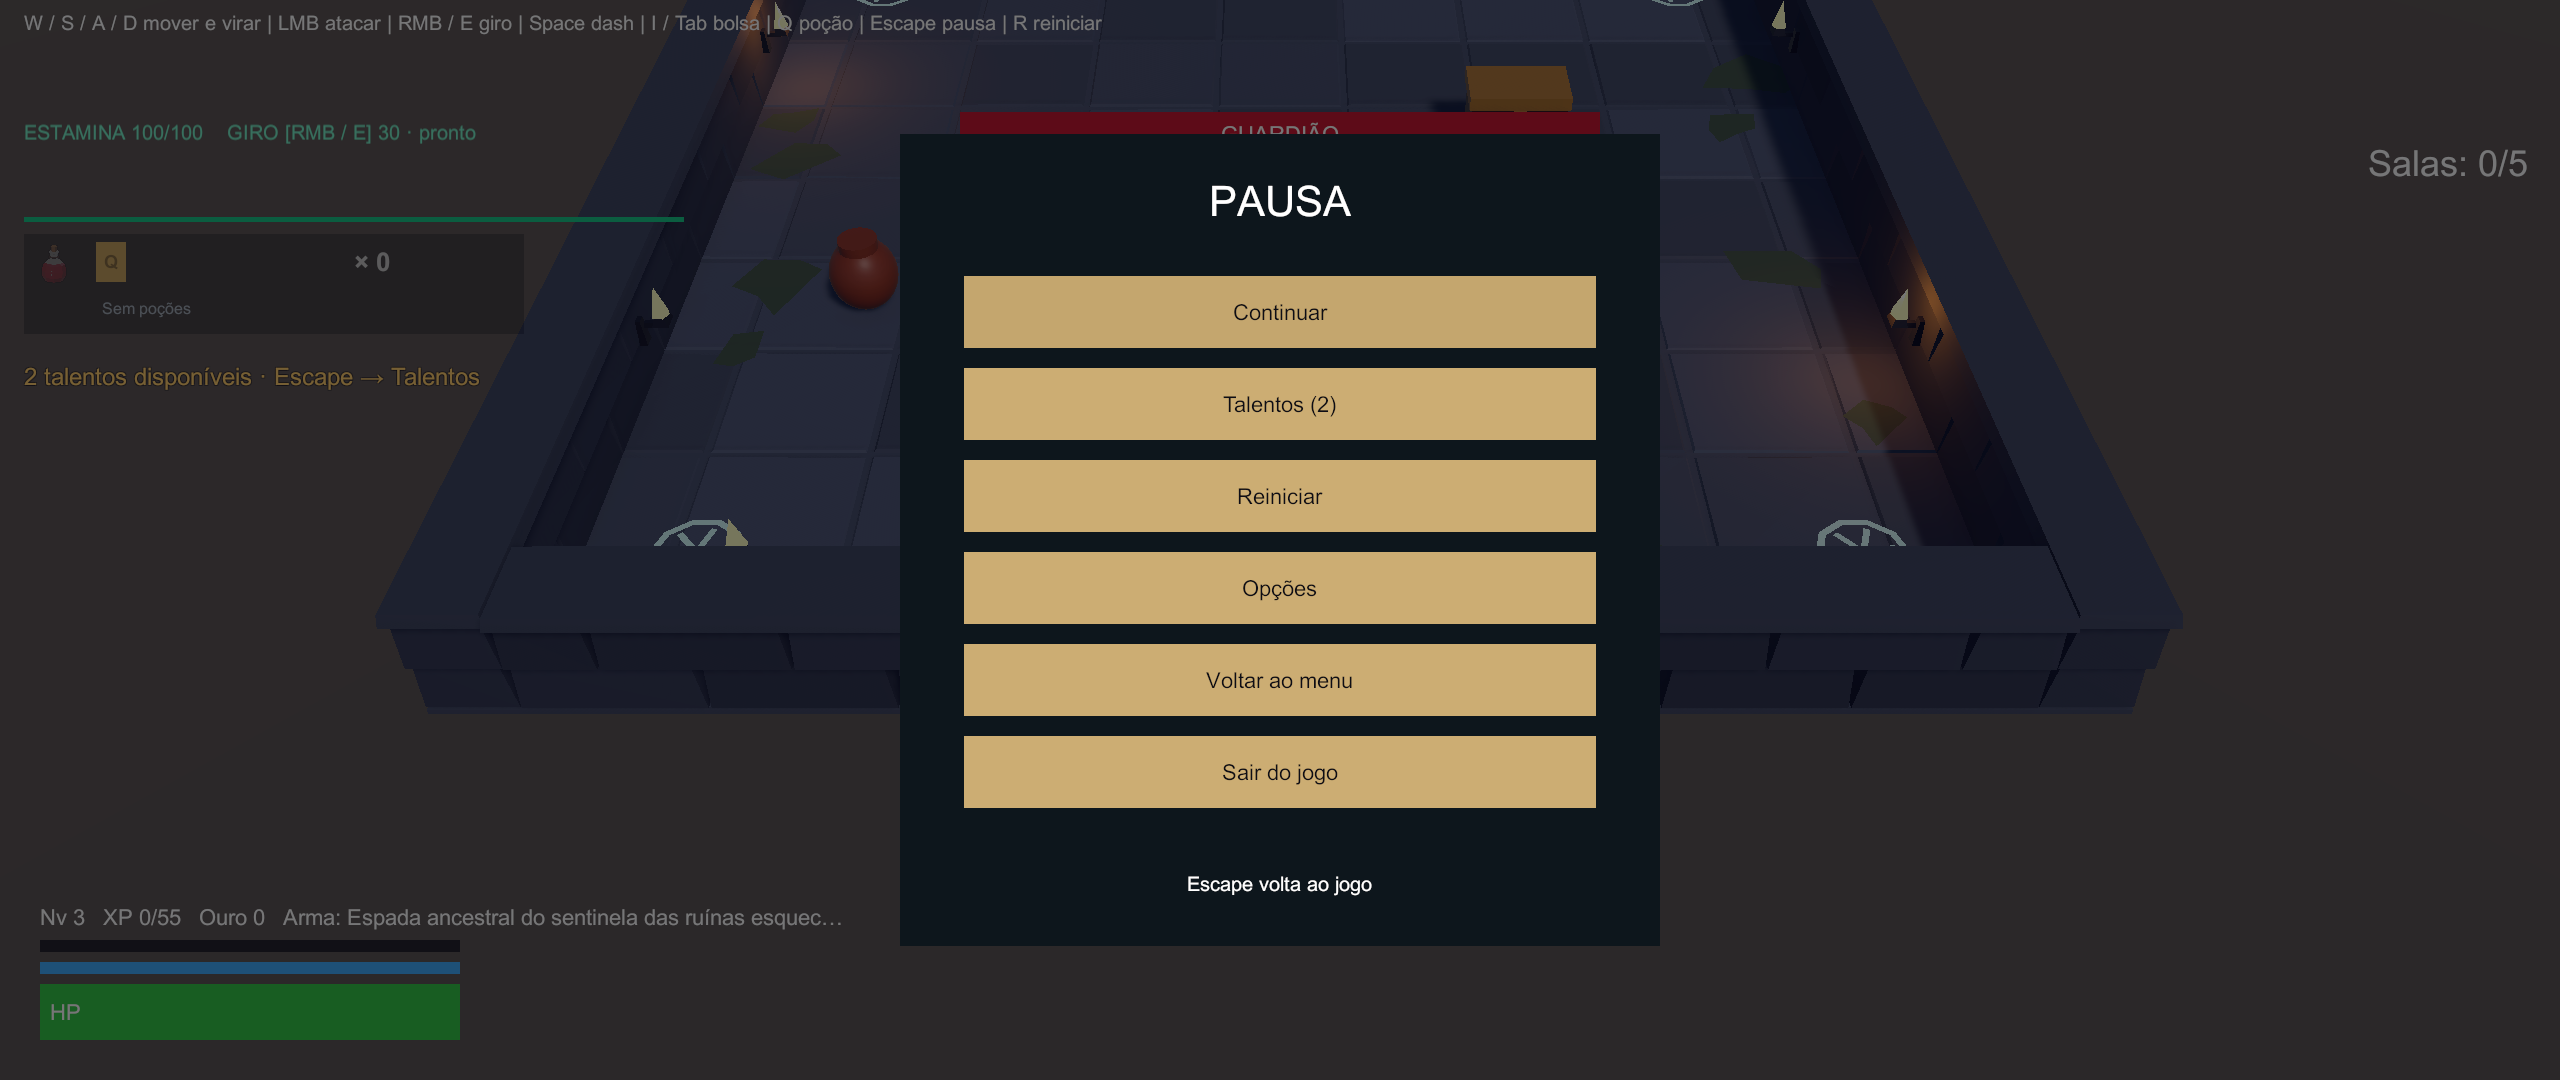 W / S / A / D mover e virar | LMB atacar | RMB / E giro | Space dash | I / Tab bolsa | Q poção | Escape pausa | R reiniciar
ESTAMINA 100/100 GIRO [RMB / E] 30 · pronto
GUARDIÃO
Salas: 0/5
PAUSA
Q × 0
Sem poções
Continuar
2 talentos disponíveis · Escape → Talentos
Talentos (2)
Reiniciar
Opções
Voltar ao menu
Sair do jogo
Escape volta ao jogo
Nv 3 XP 0/55 Ouro 0 Arma: Espada ancestral do sentinela das ruínas esquec…
HP